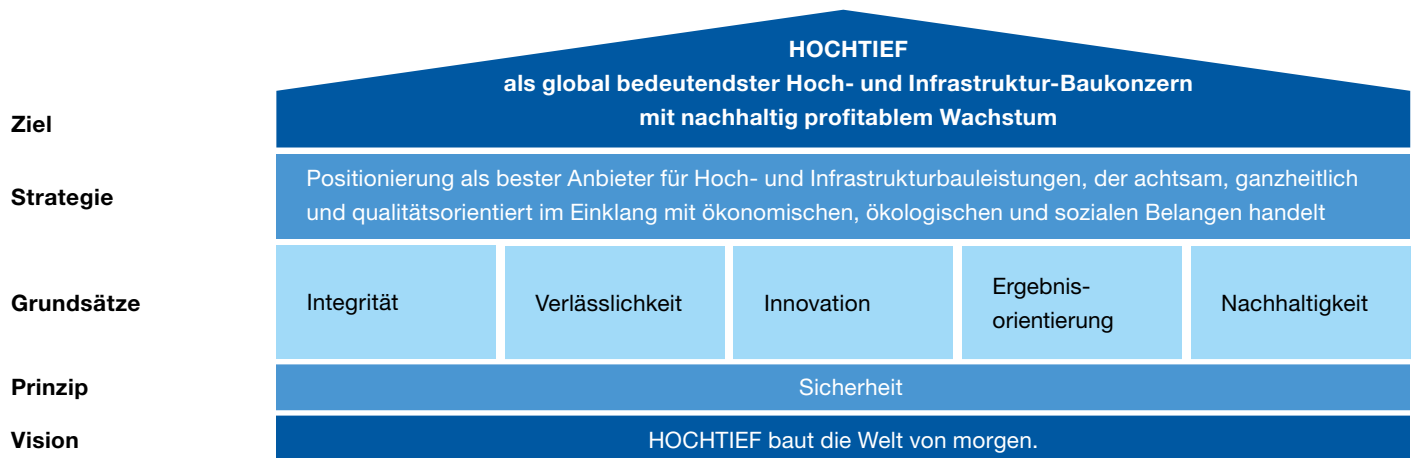 HOCHTIEF
als global bedeutendster Hoch- und Infrastruktur-Baukonzern
mit nachhaltig profitablem Wachstum
Ziel
Strategie
Positionierung als bester Anbieter für Hoch- und Infrastrukturbauleistungen, der achtsam, ganzheitlich
und qualitätsorientiert im Einklang mit ökonomischen, ökologischen und sozialen Belangen handelt
Grundsätze
Integrität
Verlässlichkeit
Innovation
Ergebnis-
orientierung
Nachhaltigkeit
Prinzip
Sicherheit
Vision
HOCHTIEF baut die Welt von morgen.